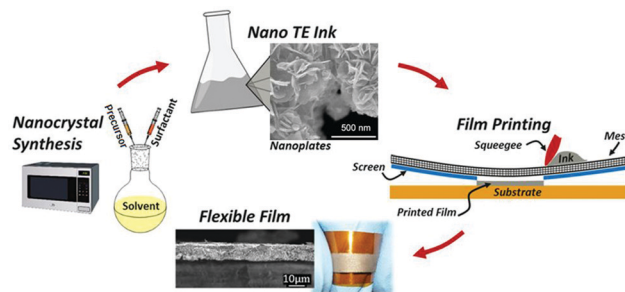 Nano TE Ink
Nanoplates
500 nm
Nanocrystal
Synthesis
Precursor
Surfactant
Solvent
Film Printing
Squeegee
Ink
Mes
Screen
Substrate
Printed Film
Flexible Film
10μm